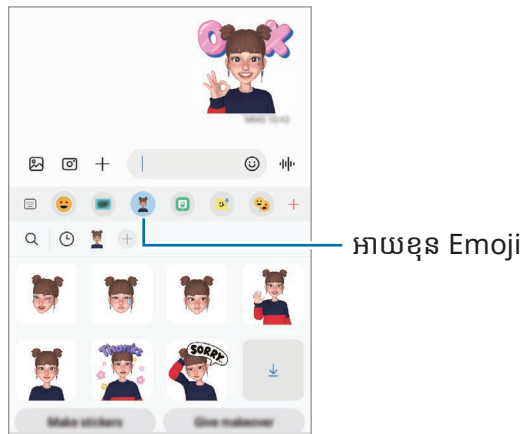 OK
អាយខុន Emoji
Thanks
SORRY
Make stickers
Give makeover